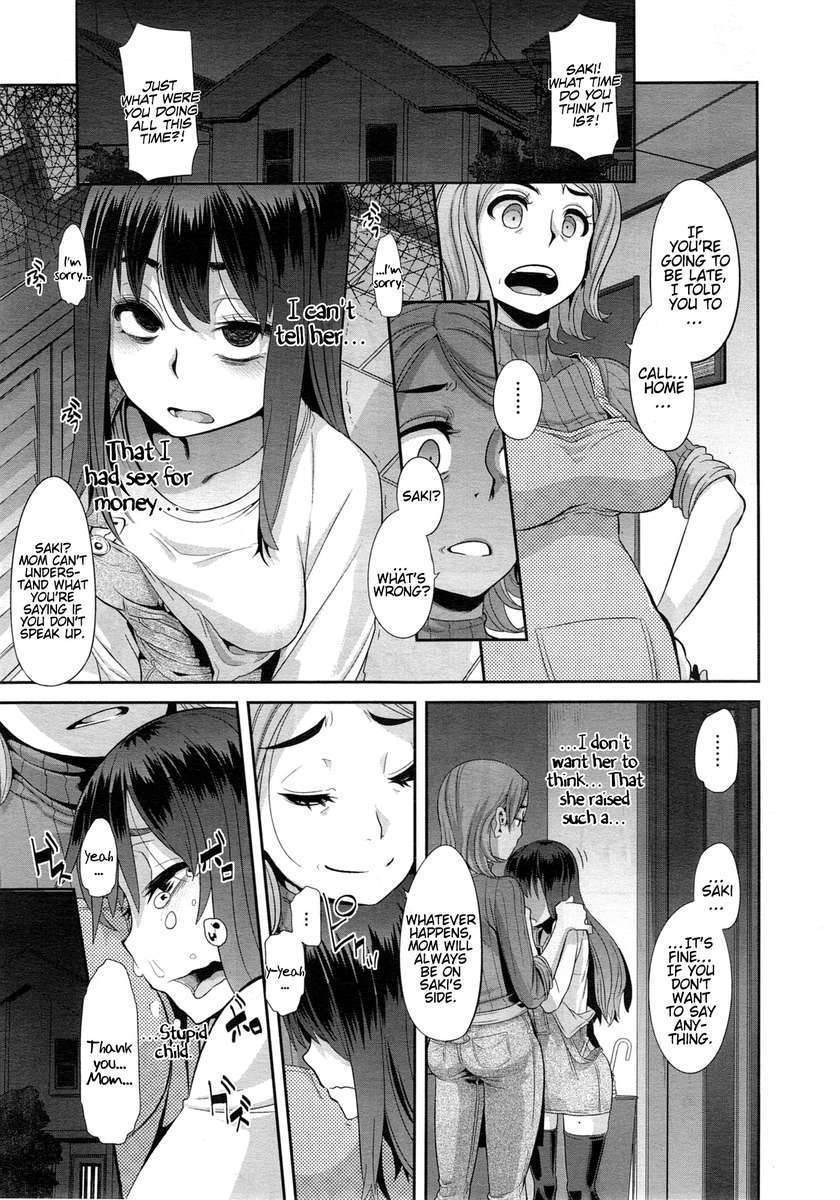 SAKI!
WHAT TIME
DO YOU
THINK IT
IS?!
JUST
WHAT WERE
YOU DOING
ALL THIS
TIME?!
IF
YOU'RE
GOING TO
BE LATE,
I TOLD
YOU TO
...
CALL...
HOME
...
......
SAKI?
...
WHAT'S
WRONG?
...I'm
sorry.
I'm
sorry...
I can't
tell her...
That I
had sex for
money...
SAKI?
MOM CAN'T
UNDER-
STAND WHAT
YOU'RE
SAYING IF
YOU DON'T
SPEAK UP.
......
...I don't
want her to
think... That
she raised
such a...
...
SAKI
...
...IT'S
FINE...
IF YOU
DON'T
WANT
TO SAY
ANY-
THING.
WHATEVER
HAPPENS,
MOM WILL
ALWAYS
BE ON
SAKI'S
SIDE.
...
y-yeah
...
Yeah
...
...Stupid
child.
Thank
you...
Mom...